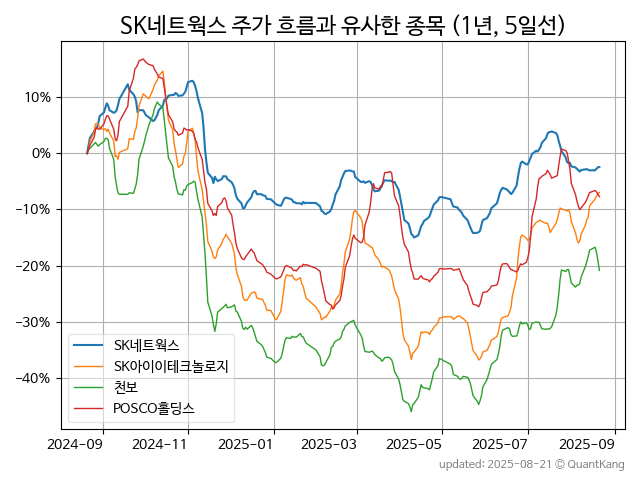 SK네트웍스 주가 흐름과 유사한 종목 (1년, 5일선)
10%
0%
−10%
−20%
−30%
−40%
SK네트웍스
SK아이이테크놀로지
천보
POSCO홀딩스
2024-09
2024-11
2025-01
2025-03
2025-05
2025-07
2025-09
updated: 2025-08-21 © QuantKang